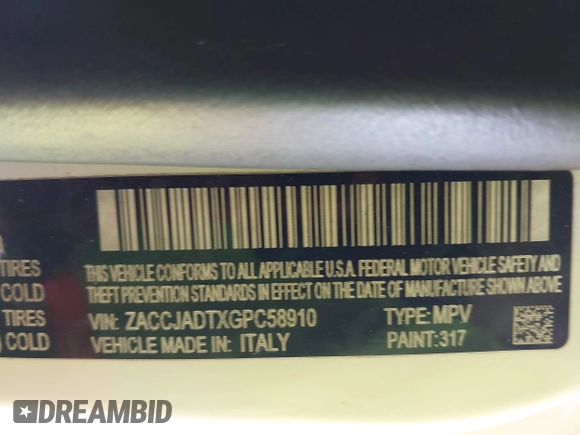 THIS VEHICLE CONFORMS TO ALL APPLICABLE U.S.A. FEDERAL MOTOR VEHICLE SAFETY AND
TIRES
THEFT PREVENTION STANDARDS IN EFFECT ON THE DATE OF MANUFACTURE SHOWN ABOVE
COLD
TIRES VIN: ZACCJADTXGPC58910 TYPE: MPV
COLD VEHICLE MADE IN: ITALY PAINT: 317
DREAMBID